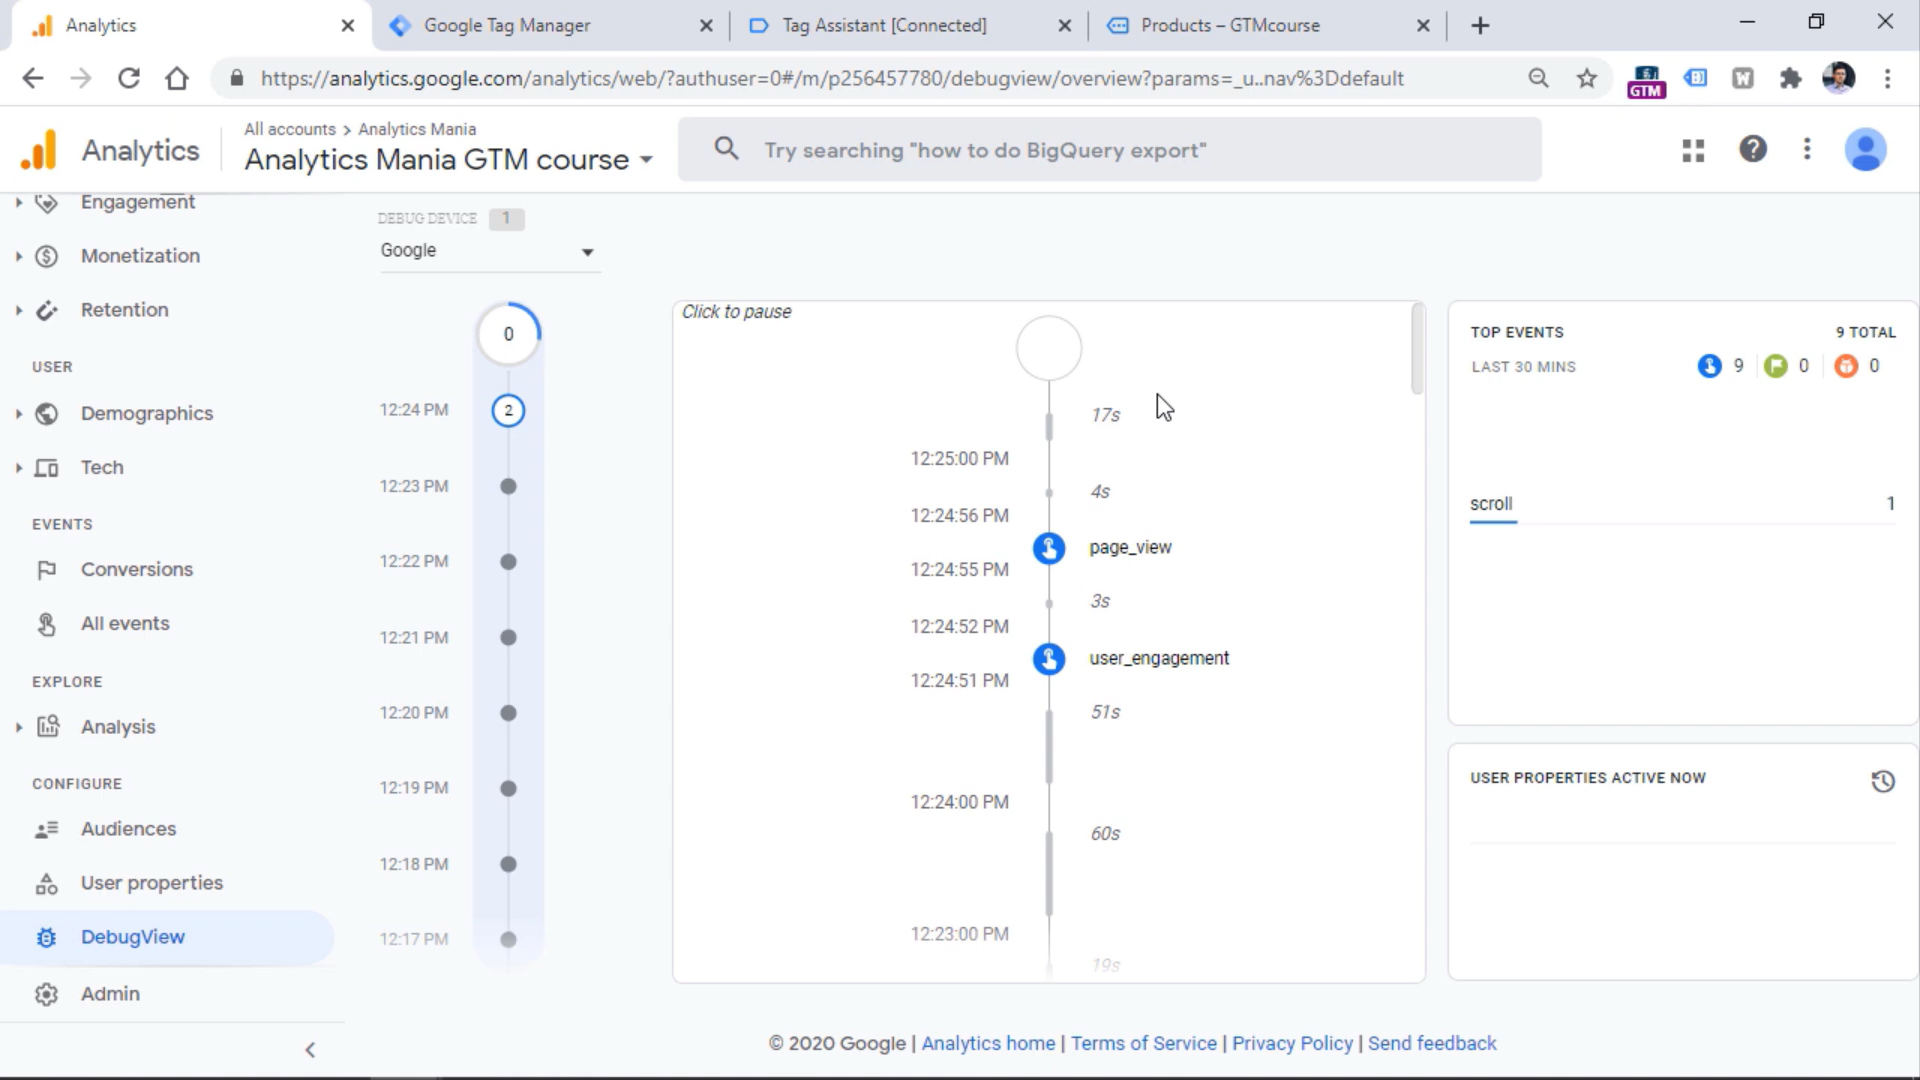 Analytics
Google Tag Manager
Tag Assistant [Connected]
Products – GTMcourse
https://analytics.google.com/analytics/web/?authuser=0#/m/p256457780/debugview/overview?params=_u..nav%3Ddefault
GTM
W
Analytics
All accounts > Analytics Mania
Analytics Mania GTM course
Try searching "how to do BigQuery export"
Engagement
Monetization
Retention
USER
Demographics
Tech
EVENTS
Conversions
All events
EXPLORE
Analysis
CONFIGURE
Audiences
User properties
DebugView
Admin
DEBUG DEVICE 1
Google
0
12:24 PM 2
12:23 PM
12:22 PM
12:21 PM
12:20 PM
12:19 PM
12:18 PM
12:17 PM
Click to pause
17s
12:25:00 PM
4s
12:24:56 PM
page_view
12:24:55 PM
3s
12:24:52 PM
user_engagement
12:24:51 PM
51s
12:24:00 PM
60s
12:23:00 PM
19s
TOP EVENTS 9 TOTAL
LAST 30 MINS 9 0 0
scroll 1
USER PROPERTIES ACTIVE NOW
© 2020 Google | Analytics home | Terms of Service | Privacy Policy | Send feedback